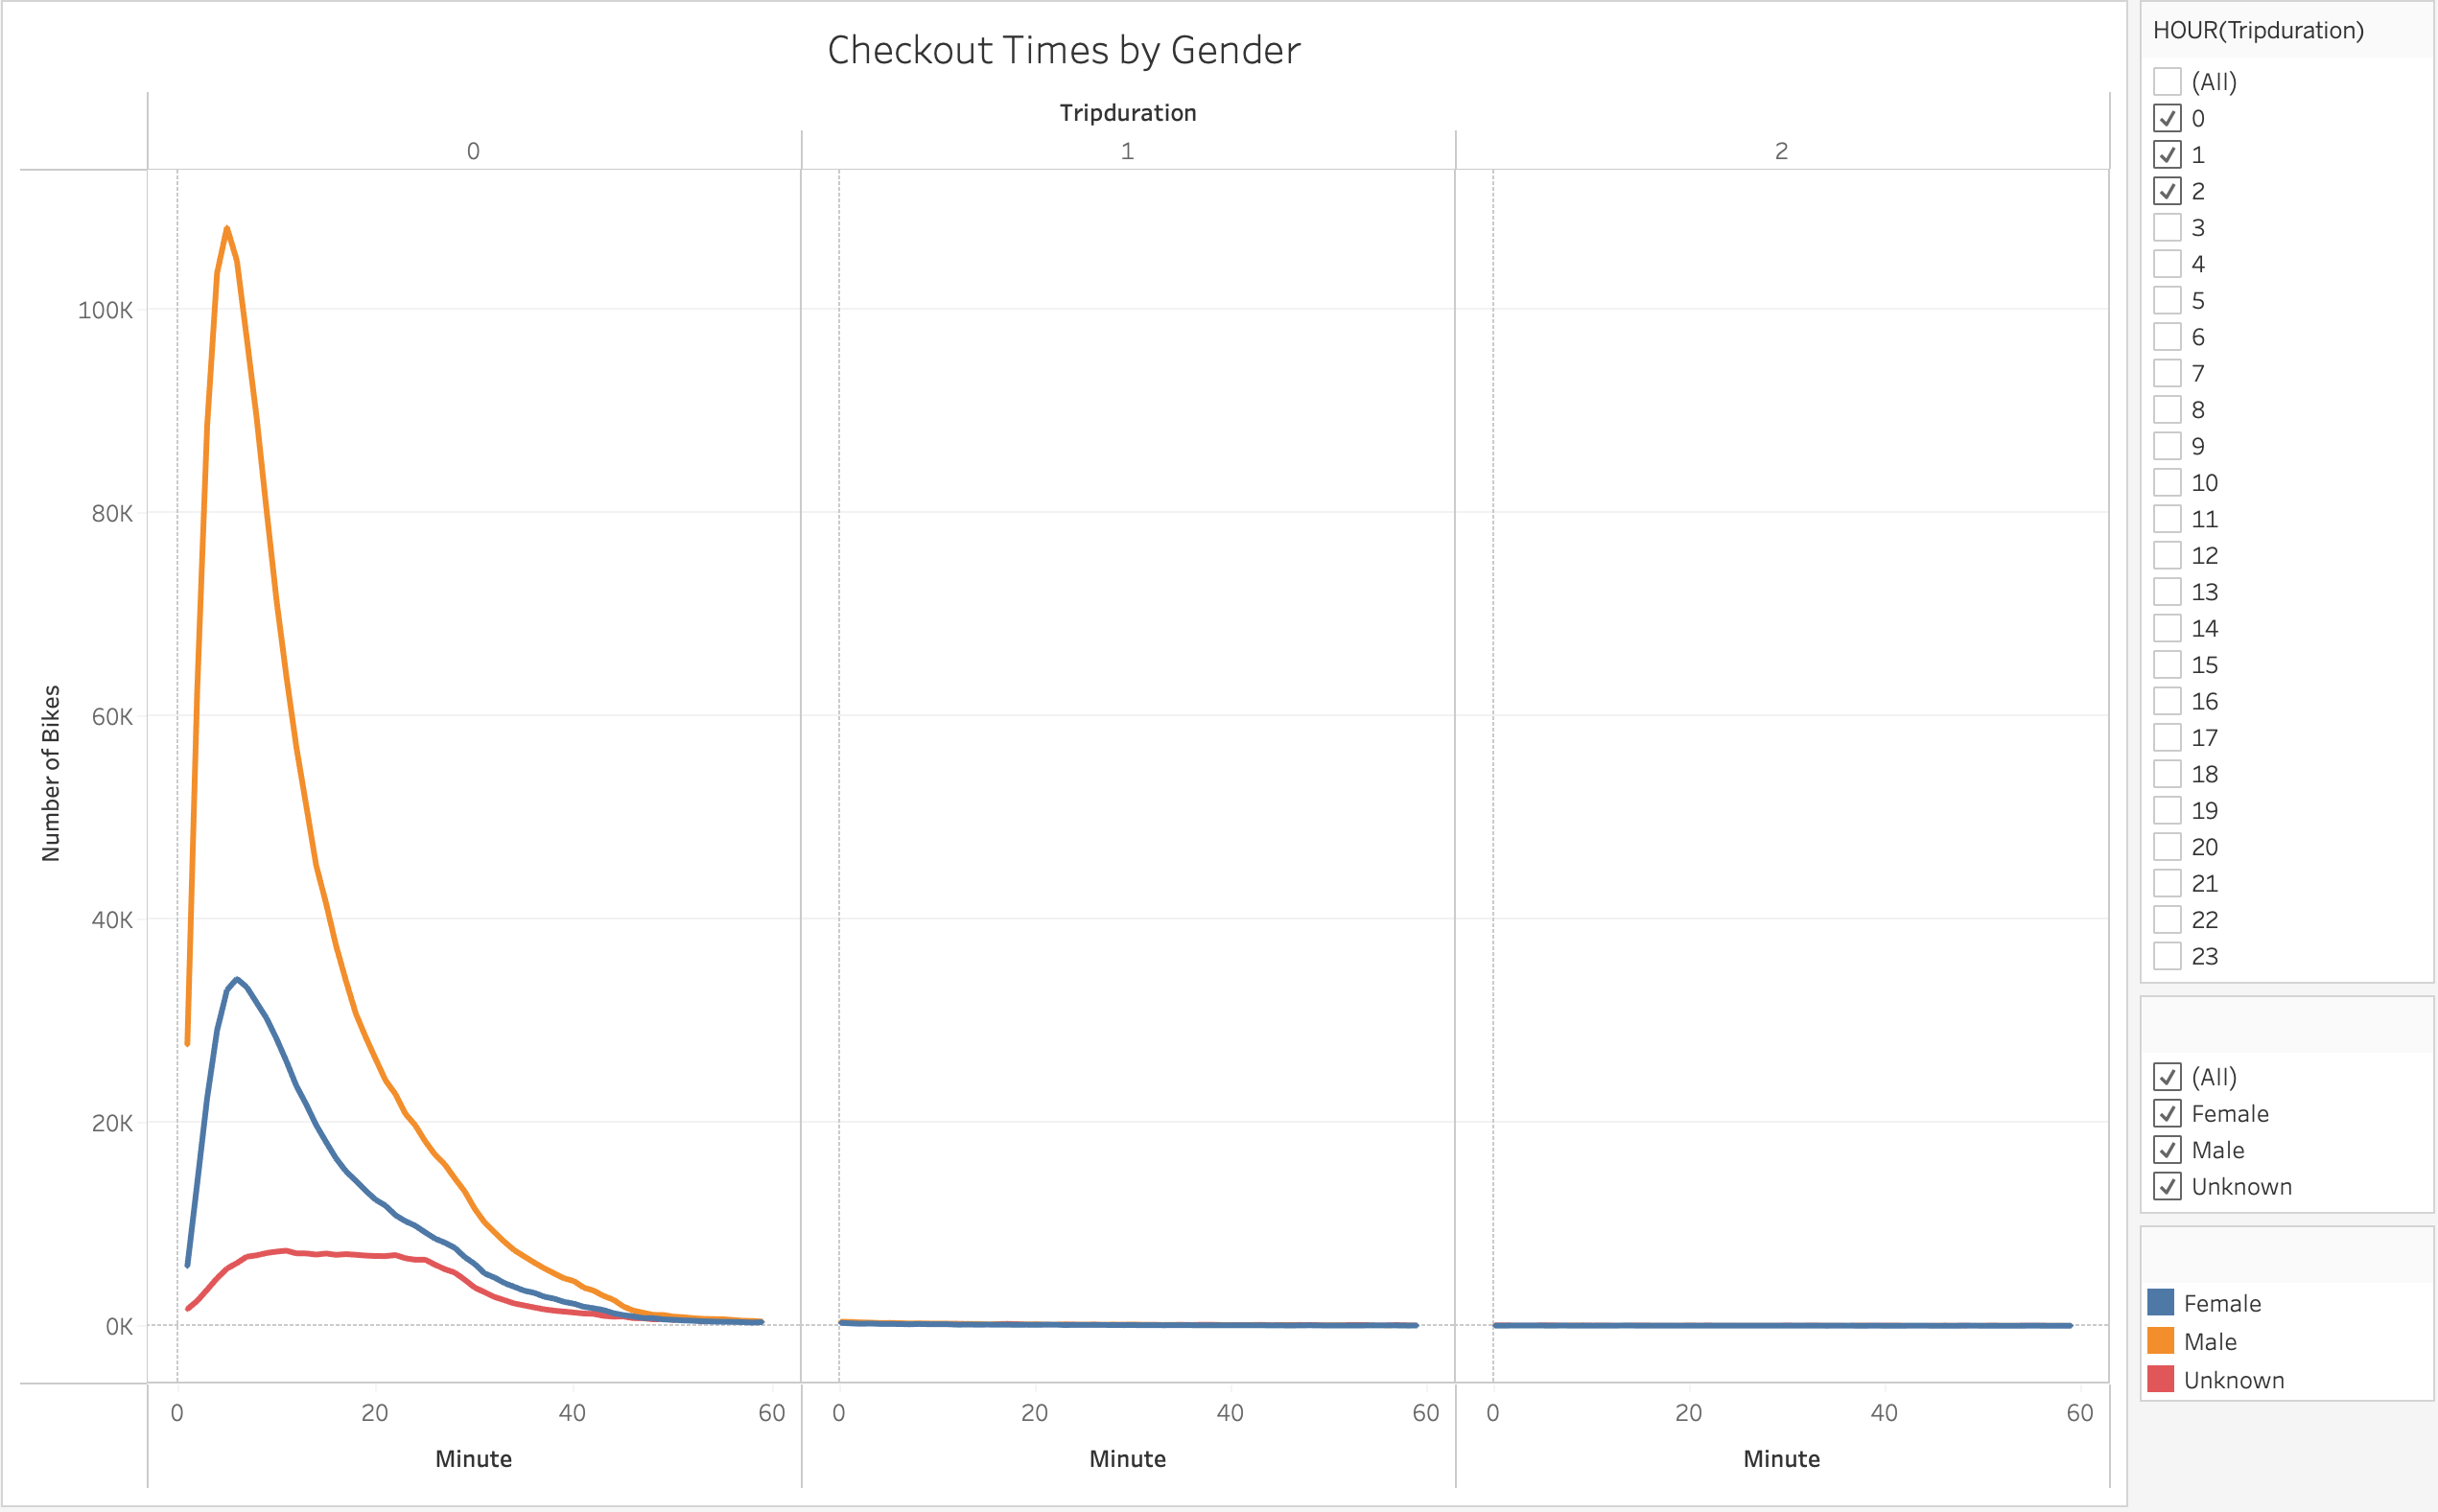 Checkout Times by Gender
Tripduration
0 1 2
Number of Bikes
100K
80K
60K
40K
20K
0K
0 20 40 60 0 20 40 60 0 20 40 60
Minute Minute Minute
HOUR(Tripduration)
(All)
0
1
2
3
4
5
6
7
8
9
10
11
12
13
14
15
16
17
18
19
20
21
22
23
(All)
Female
Male
Unknown
Female
Male
Unknown